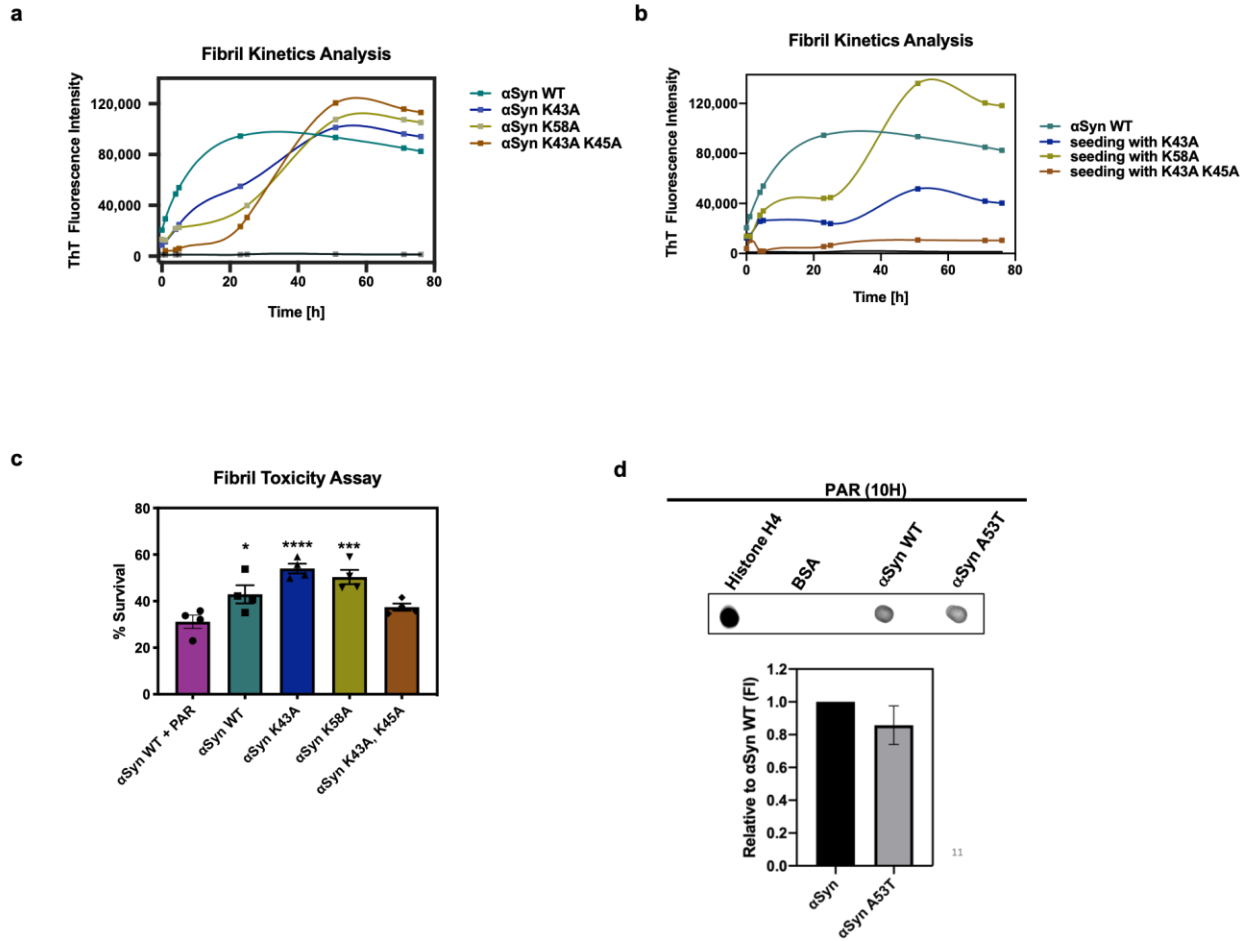 a
Fibril Kinetics Analysis
ThT Fluorescence Intensity
120,000
80,000
40,000
0
0 20 40 60 80
Time [h]
αSyn WT
αSyn K43A
αSyn K58A
αSyn K43A K45A
b
Fibril Kinetics Analysis
ThT Fluorescence Intensity
120,000
80,000
40,000
0
0 20 40 60 80
Time [h]
αSyn WT
seeding with K43A
seeding with K58A
seeding with K43A K45A
c
Fibril Toxicity Assay
% Survival
80
60
40
20
0
* **** ***
αSyn WT + PAR
αSyn WT
αSyn K43A
αSyn K58A
αSyn K43A, K45A
d
PAR (10H)
Histone H4
BSA
αSyn WT
αSyn A53T
Relative to αSyn WT (FI)
1.2
1.0
0.8
0.6
0.4
0.2
0.0
αSyn
αSyn A53T
11